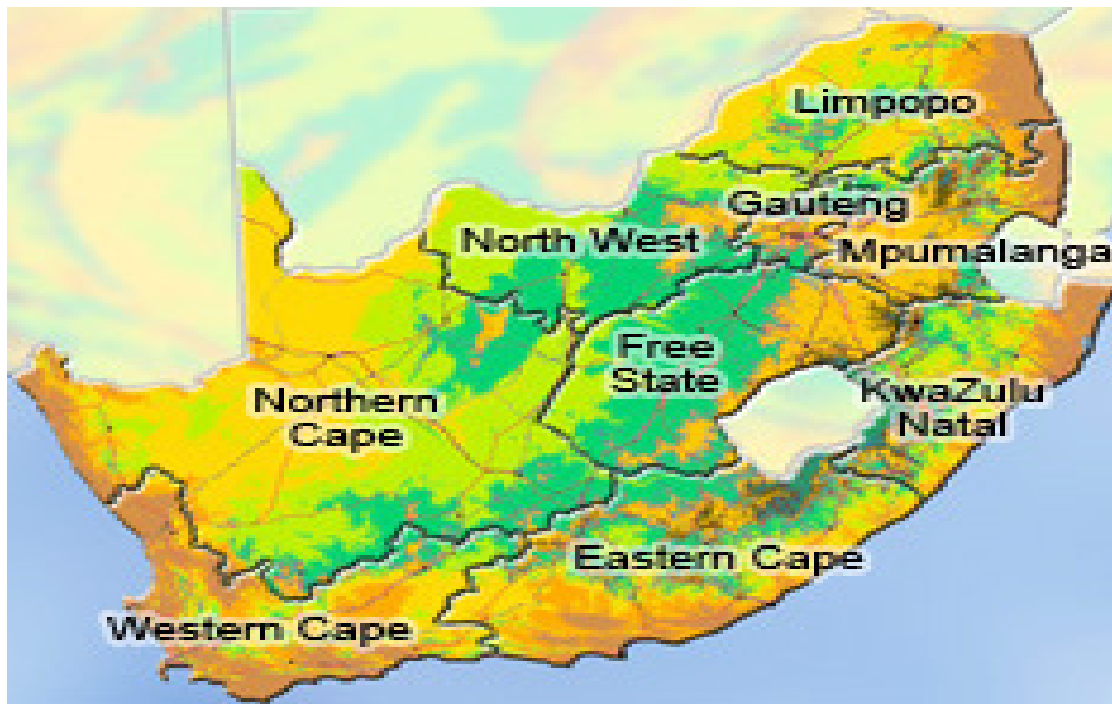 Limpopo
Gauteng
North West
Mpumalanga
Free
State
KwaZulu
Natal
Northern
Cape
Eastern Cape
Western Cape